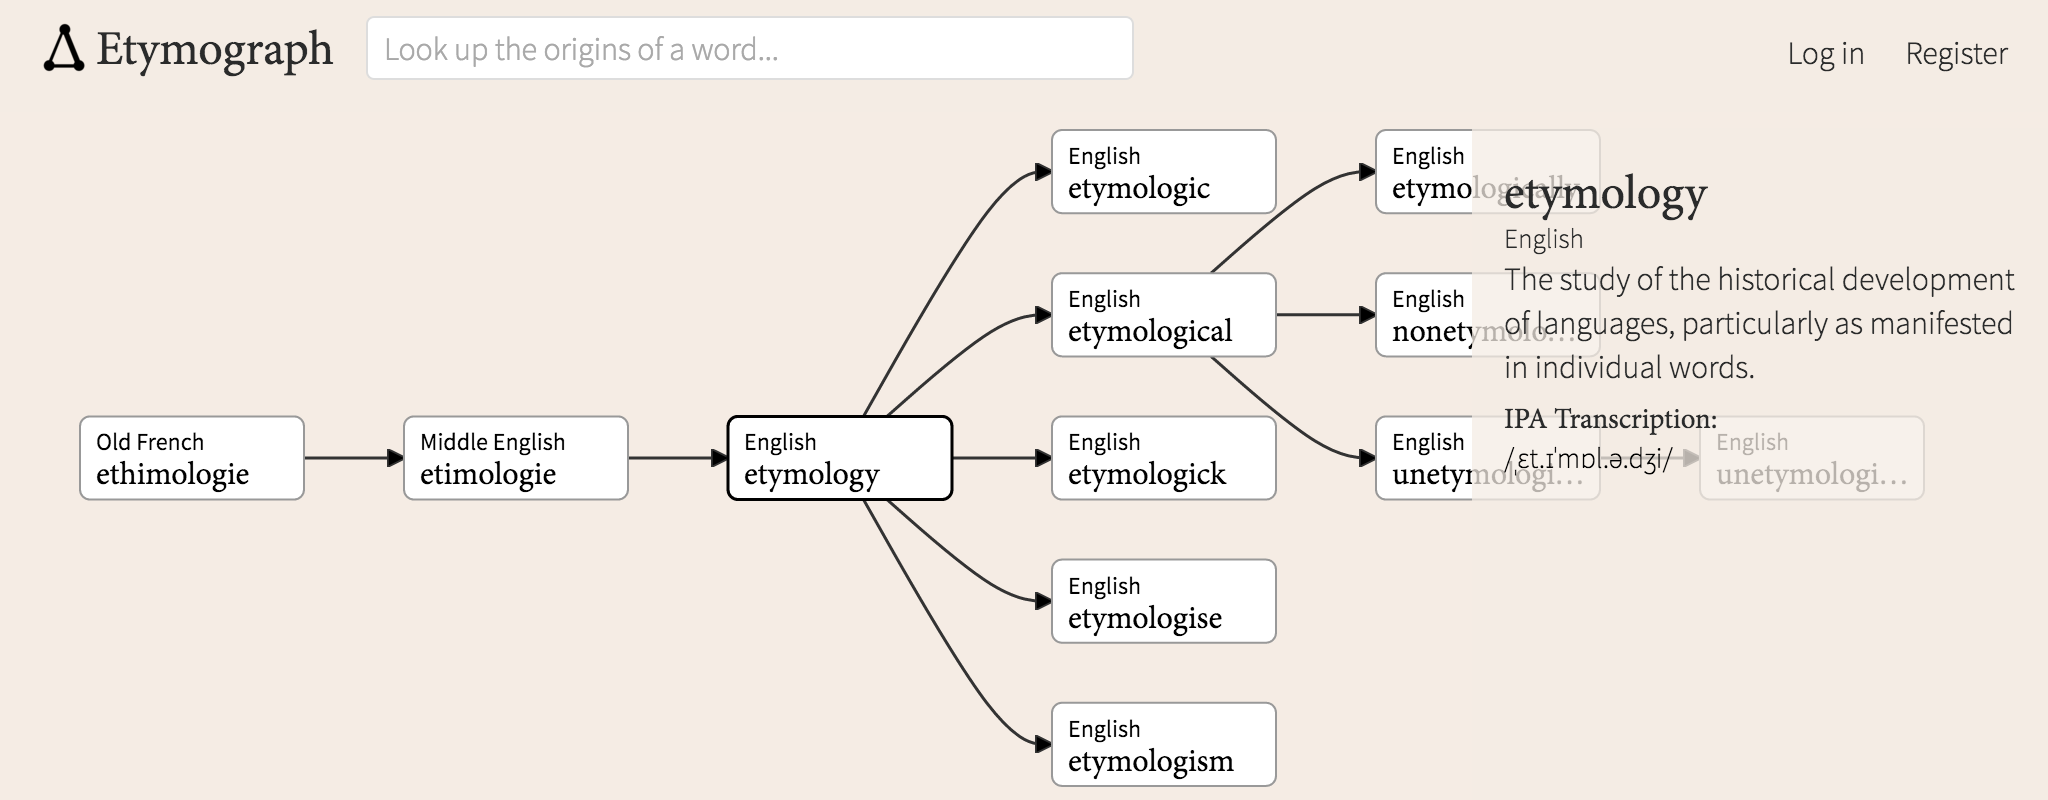 Etymograph
Look up the origins of a word...
Log in
Register
English
etymologic
English
etymologically
English
etymological
English
nonetymolo…
Old French
ethimologie
Middle English
etimologie
English
etymology
English
etymologick
English
unetymologi…
English
unetymologi…
English
etymologise
English
etymologism
etymology
English
The study of the historical development
of languages, particularly as manifested
in individual words.
IPA Transcription:
/ˌɛt.ɪˈmɒl.ə.dʒi/